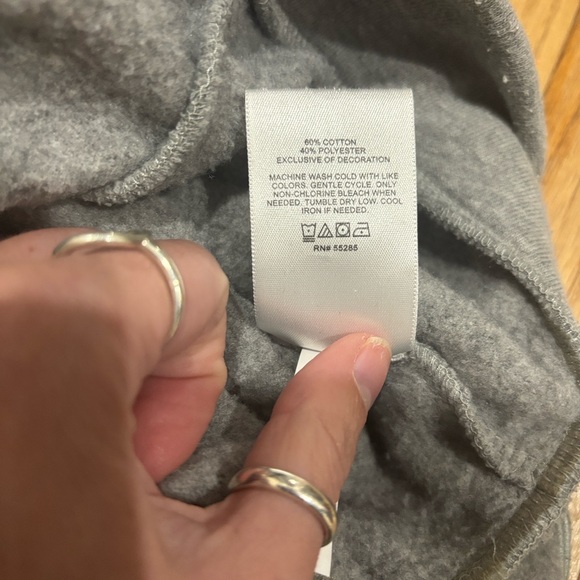 60% COTTON
40% POLYESTER
EXCLUSIVE OF DECORATION
MACHINE WASH COLD WITH LIKE
COLORS. GENTLE CYCLE. ONLY
NON-CHLORINE BLEACH WHEN
NEEDED. TUMBLE DRY LOW. COOL
IRON IF NEEDED.
RN# 55285